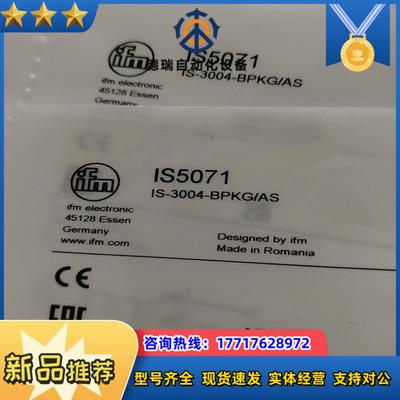 ifm
IS5071
德瑞自动化设备
IS-3004-BPKG/AS
ifm electronic
45128 Essen
Germany
ifm
IS5071
IS-3004-BPKG/AS
ifm electronic
45128 Essen
Germany
www.ifm.com
Designed by ifm
Made in Romania
CE
EAC
咨询热线：17717628972
新品推荐
型号齐全 现货速发 实体经营 支持对公